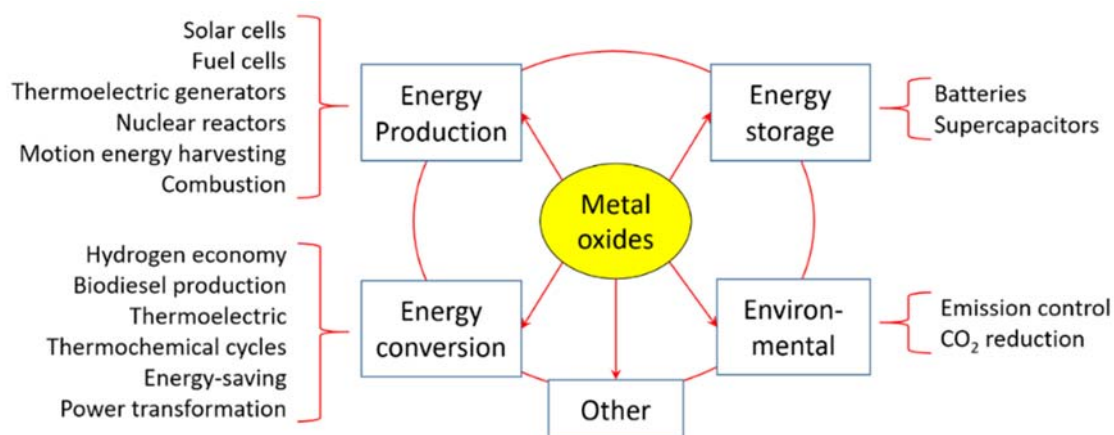 Solar cells
Fuel cells
Thermoelectric generators
Nuclear reactors
Motion energy harvesting
Combustion
Energy
Production
Energy
storage
Batteries
Supercapacitors
Metal
oxides
Hydrogen economy
Biodiesel production
Thermoelectric
Thermochemical cycles
Energy-saving
Power transformation
Energy
conversion
Environ-
mental
Emission control
CO₂ reduction
Other